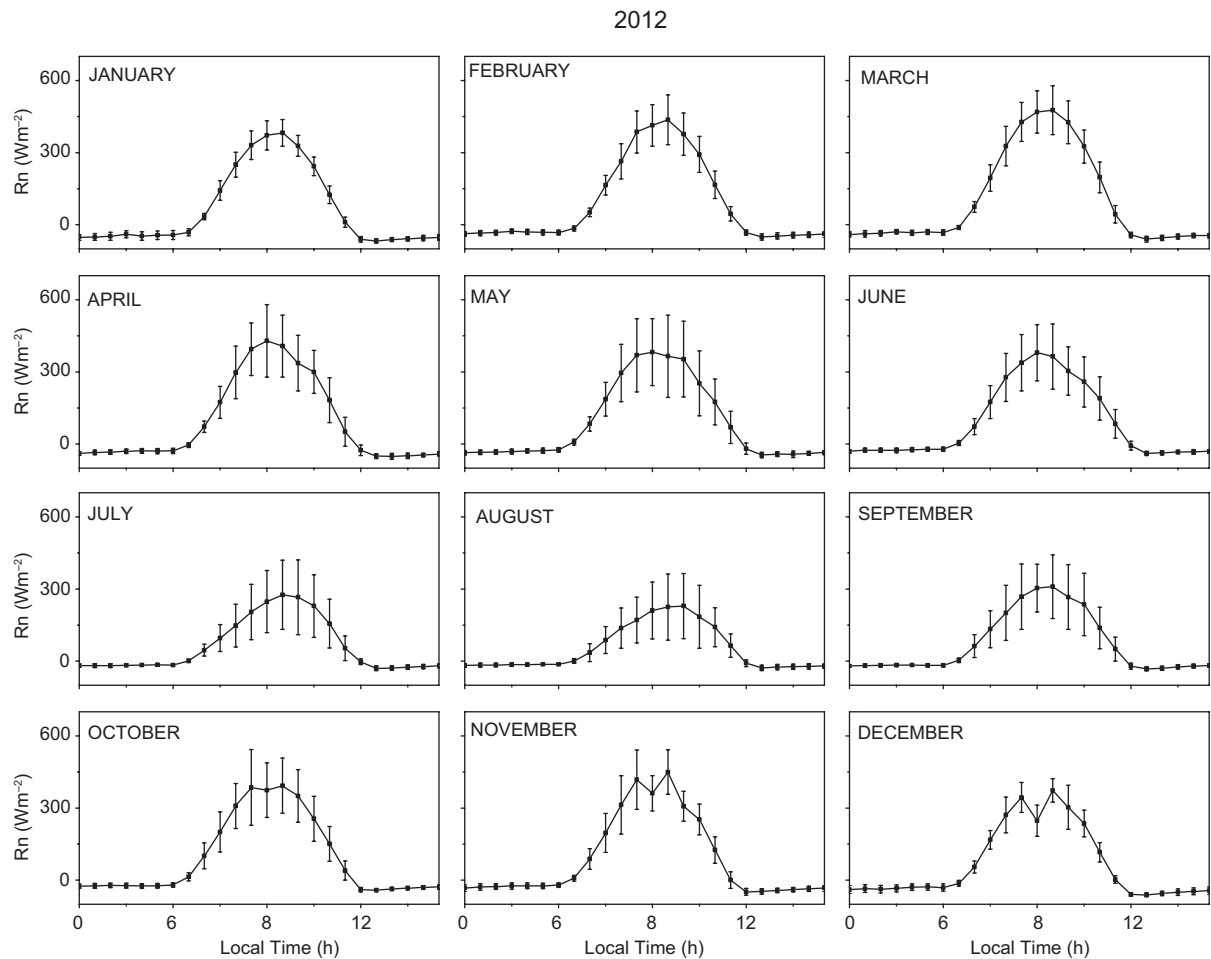 2012
JANUARY
FEBRUARY
MARCH
600
300
0
Rn (Wm⁻²)
APRIL
MAY
JUNE
600
300
0
Rn (Wm⁻²)
JULY
AUGUST
SEPTEMBER
600
300
0
Rn (Wm⁻²)
OCTOBER
NOVEMBER
DECEMBER
600
300
0
Rn (Wm⁻²)
0 6 8 12
0 6 8 12
0 6 8 12
Local Time (h)
Local Time (h)
Local Time (h)